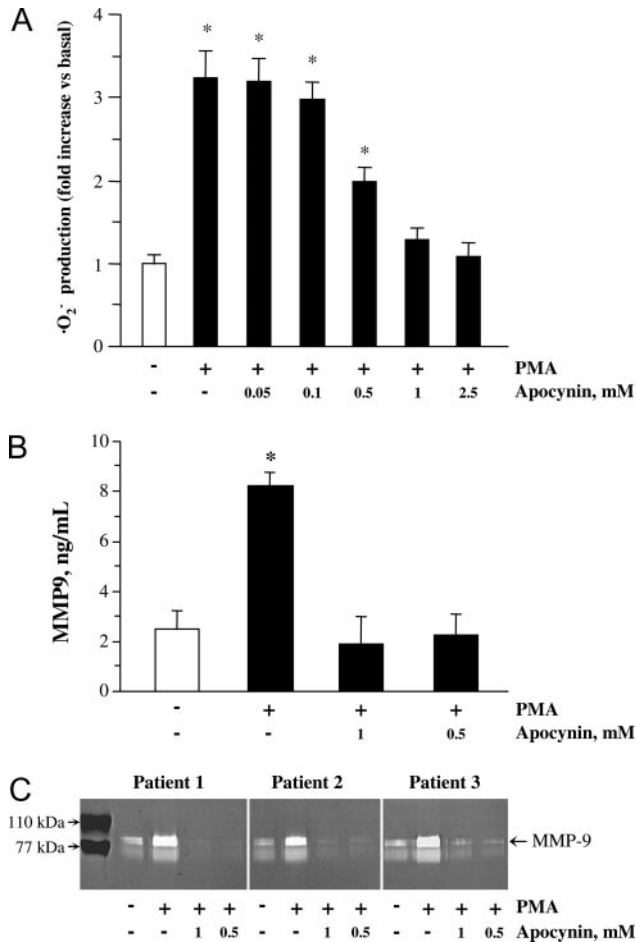 A
·O₂⁻ production (fold increase vs basal)
4
3
2
1
0
* * * *
- + + + + + + PMA
- - 0.05 0.1 0.5 1 2.5 Apocynin, mM
B
MMP9, ng/mL
10
8
6
4
2
0
*
- + + + PMA
- - 1 0.5 Apocynin, mM
C
Patient 1 Patient 2 Patient 3
110 kDa→
77 kDa→
← MMP-9
- + + + - + + + - + + + PMA
- - 1 0.5 - - 1 0.5 - - 1 0.5 Apocynin, mM